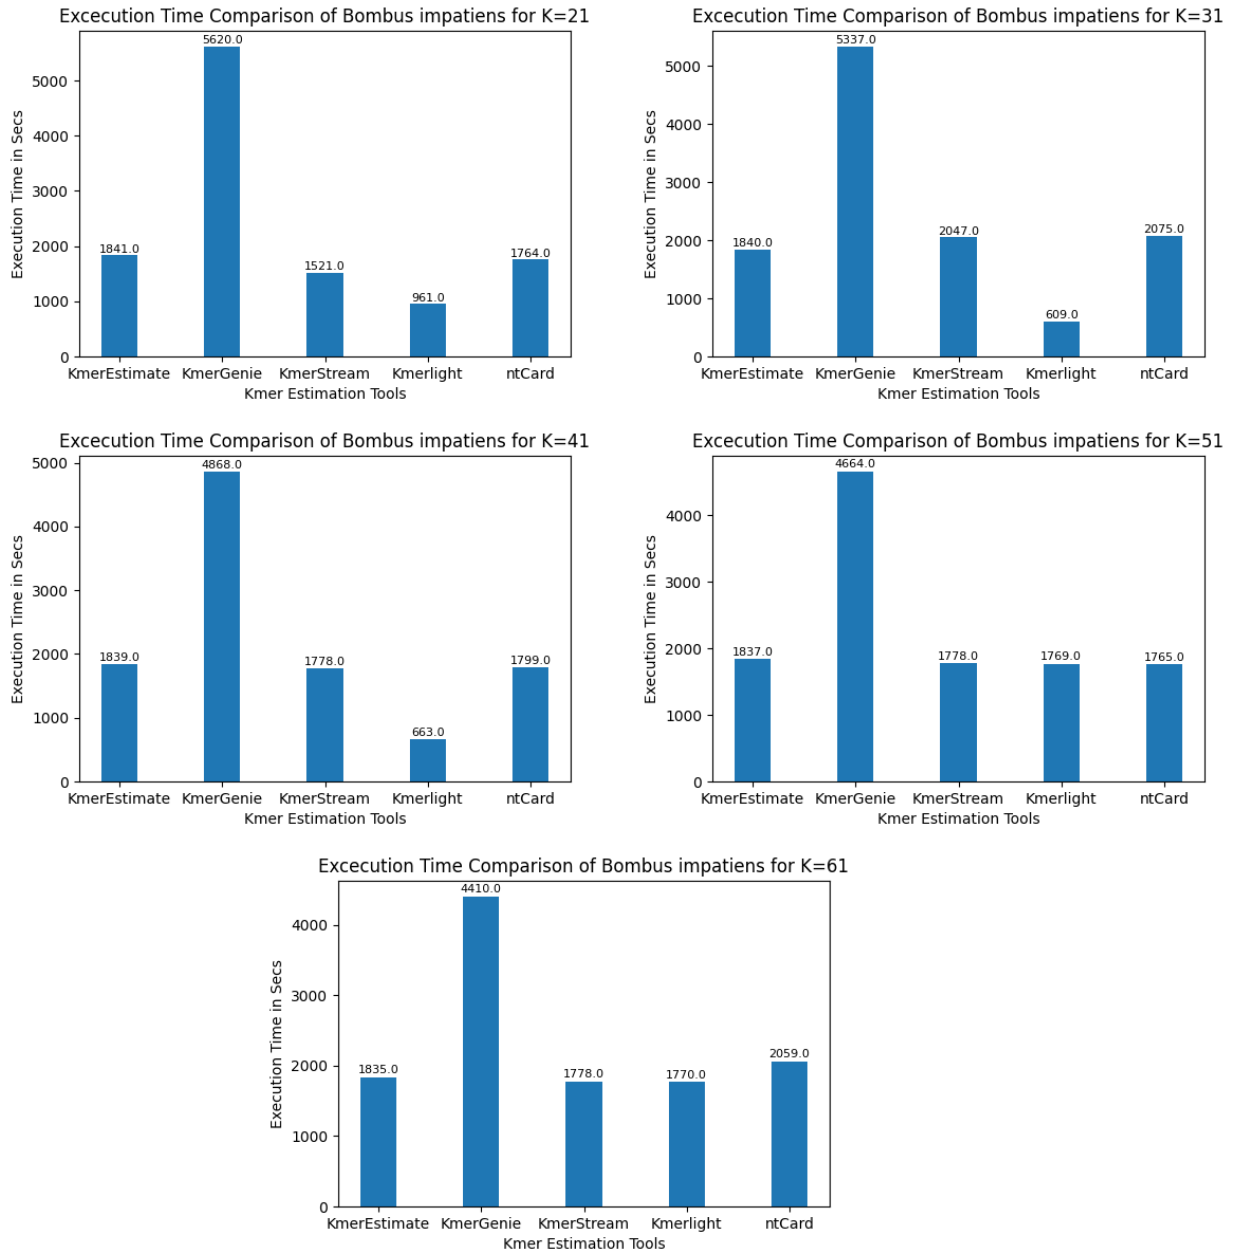 Excecution Time Comparison of Bombus impatiens for K=21
Execution Time in Secs
5000
4000
3000
2000
1000
0
1841.0
5620.0
1521.0
961.0
1764.0
KmerEstimate KmerGenie KmerStream Kmerlight ntCard
Kmer Estimation Tools
Excecution Time Comparison of Bombus impatiens for K=31
Execution Time in Secs
5000
4000
3000
2000
1000
0
1840.0
5337.0
2047.0
609.0
2075.0
KmerEstimate KmerGenie KmerStream Kmerlight ntCard
Kmer Estimation Tools
Excecution Time Comparison of Bombus impatiens for K=41
Execution Time in Secs
5000
4000
3000
2000
1000
0
1839.0
4868.0
1778.0
663.0
1799.0
KmerEstimate KmerGenie KmerStream Kmerlight ntCard
Kmer Estimation Tools
Excecution Time Comparison of Bombus impatiens for K=51
Execution Time in Secs
4000
3000
2000
1000
0
1837.0
4664.0
1778.0
1769.0
1765.0
KmerEstimate KmerGenie KmerStream Kmerlight ntCard
Kmer Estimation Tools
Excecution Time Comparison of Bombus impatiens for K=61
Execution Time in Secs
4000
3000
2000
1000
0
1835.0
4410.0
1778.0
1770.0
2059.0
KmerEstimate KmerGenie KmerStream Kmerlight ntCard
Kmer Estimation Tools